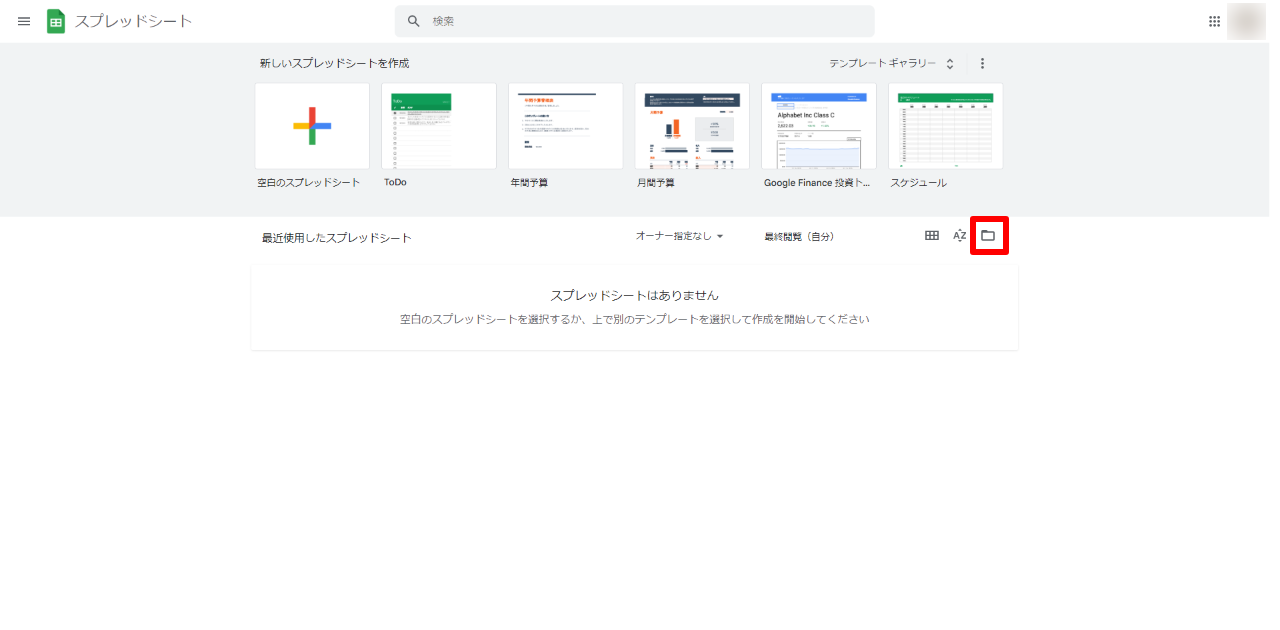 スプレッドシート
検索
新しいスプレッドシートを作成
テンプレート ギャラリー
ToDo
Alphabet Inc Class C
空白のスプレッドシート
ToDo
年間予算
月間予算
Google Finance 投資ト...
スケジュール
最近使用したスプレッドシート
オーナー指定なし
最終閲覧（自分）
AZ
スプレッドシートはありません
空白のスプレッドシートを選択するか、上で別のテンプレートを選択して作成を開始してください